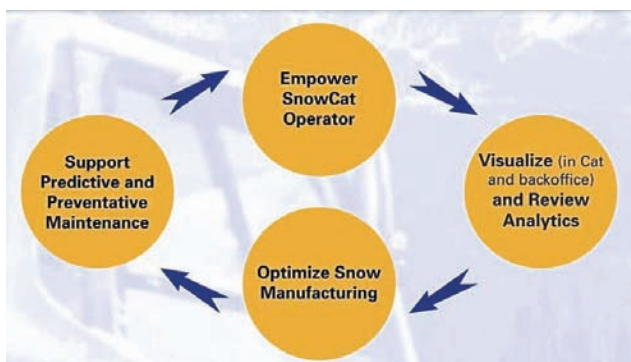 Empower
SnowCat
Operator
Visualize (in Cat
and backoffice)
and Review
Analytics
Optimize Snow
Manufacturing
Support
Predictive and
Preventative
Maintenance